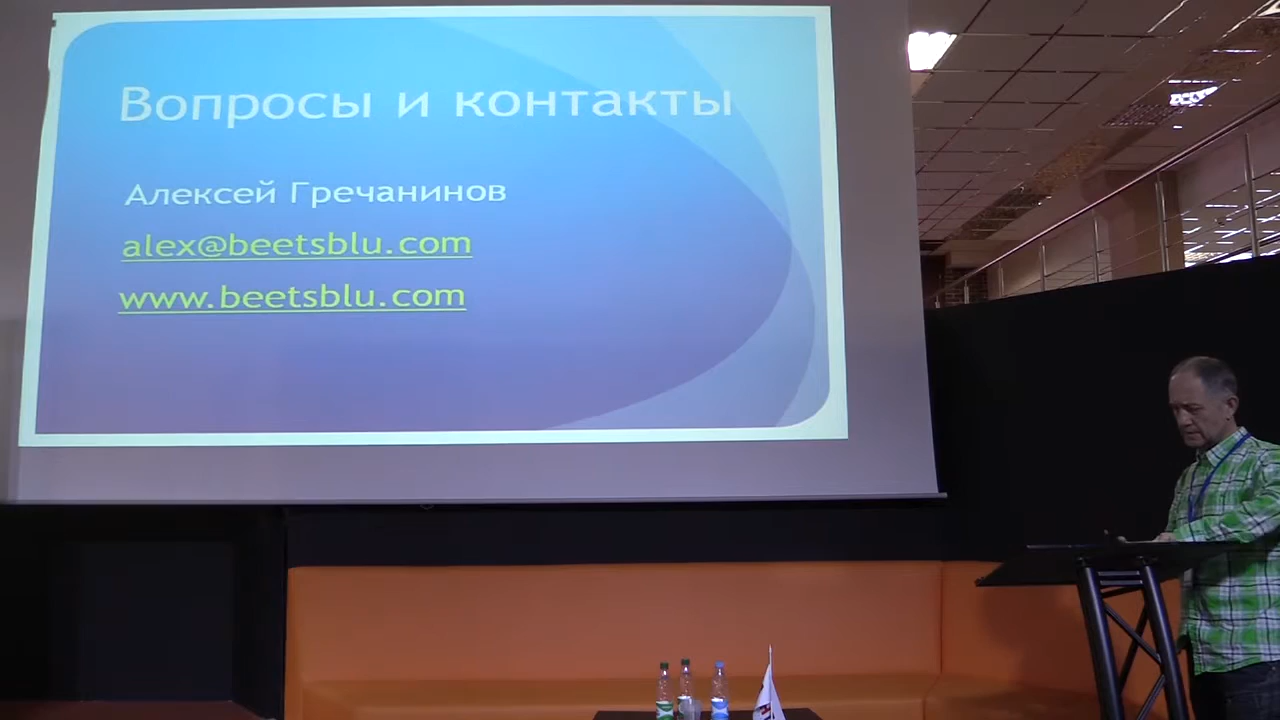 Вопросы и контакты
Алексей Гречанинов
alex@beetsblu.com
www.beetsblu.com